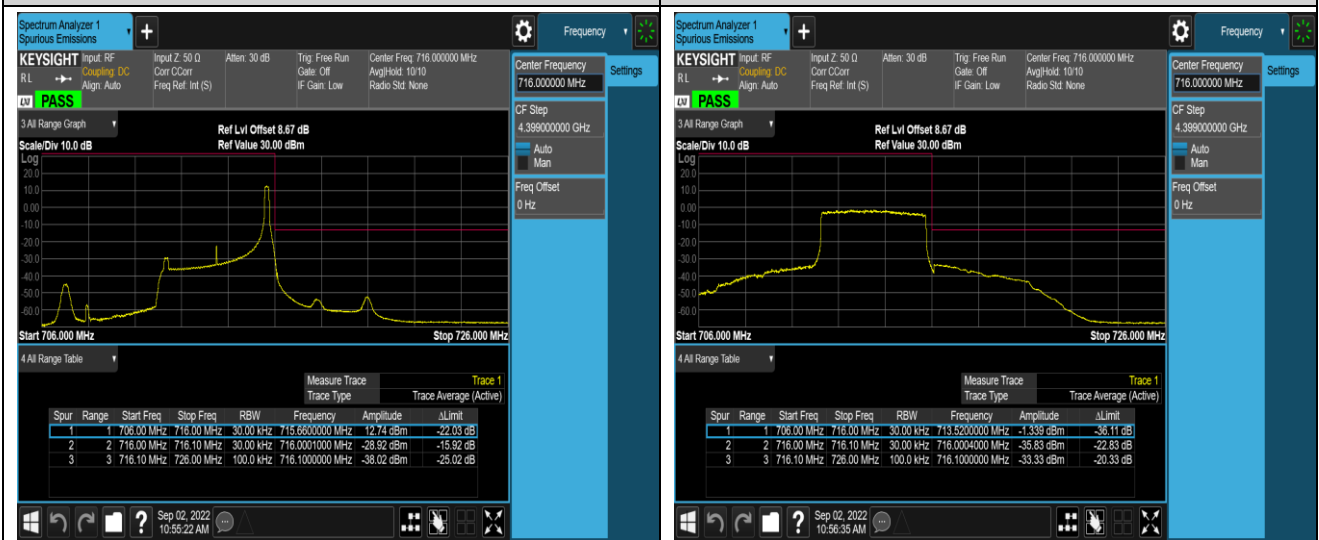 Spectrum Analyzer 1
Spurious Emissions
+
Frequency
KEYSIGHT
R L
LXI
PASS
Input: RF
Coupling: DC
Align: Auto
Input Z: 50 Ω
Corr CCorr
Freq Ref: Int (S)
Atten: 30 dB
Trig: Free Run
Gate: Off
IF Gain: Low
Center Freq: 716.000000 MHz
Avg|Hold: 10/10
Radio Std: None
3 All Range Graph
Ref Lvl Offset 8.67 dB
Scale/Div 10.0 dB
Ref Value 30.00 dBm
Log
20.0
10.0
0.00
-10.0
-20.0
-30.0
-40.0
-50.0
-60.0
Start 706.000 MHz
Stop 726.000 MHz
4 All Range Table
Measure Trace Trace 1
Trace Type Trace Average (Active)
Spur Range Start Freq Stop Freq RBW Frequency Amplitude ΔLimit
1 1 706.00 MHz 716.00 MHz 30.00 kHz 715.6600000 MHz 12.74 dBm -22.03 dB
2 2 716.00 MHz 716.10 MHz 30.00 kHz 716.0001000 MHz -28.92 dBm -15.92 dB
3 3 716.10 MHz 726.00 MHz 100.0 kHz 716.1000000 MHz -38.02 dBm -25.02 dB
Center Frequency
716.000000 MHz
Settings
CF Step
4.399000000 GHz
Auto
Man
Freq Offset
0 Hz
?
Sep 02, 2022
10:55:22 AM
Spectrum Analyzer 1
Spurious Emissions
+
Frequency
KEYSIGHT
R L
LXI
PASS
Input: RF
Coupling: DC
Align: Auto
Input Z: 50 Ω
Corr CCorr
Freq Ref: Int (S)
Atten: 30 dB
Trig: Free Run
Gate: Off
IF Gain: Low
Center Freq: 716.000000 MHz
Avg|Hold: 10/10
Radio Std: None
3 All Range Graph
Ref Lvl Offset 8.67 dB
Scale/Div 10.0 dB
Ref Value 30.00 dBm
Log
20.0
10.0
0.00
-10.0
-20.0
-30.0
-40.0
-50.0
-60.0
Start 706.000 MHz
Stop 726.000 MHz
4 All Range Table
Measure Trace Trace 1
Trace Type Trace Average (Active)
Spur Range Start Freq Stop Freq RBW Frequency Amplitude ΔLimit
1 1 706.00 MHz 716.00 MHz 30.00 kHz 713.5200000 MHz -1.339 dBm -36.11 dB
2 2 716.00 MHz 716.10 MHz 30.00 kHz 716.0004000 MHz -35.83 dBm -22.83 dB
3 3 716.10 MHz 726.00 MHz 100.0 kHz 716.1000000 MHz -33.33 dBm -20.33 dB
Center Frequency
716.000000 MHz
Settings
CF Step
4.399000000 GHz
Auto
Man
Freq Offset
0 Hz
?
Sep 02, 2022
10:56:35 AM